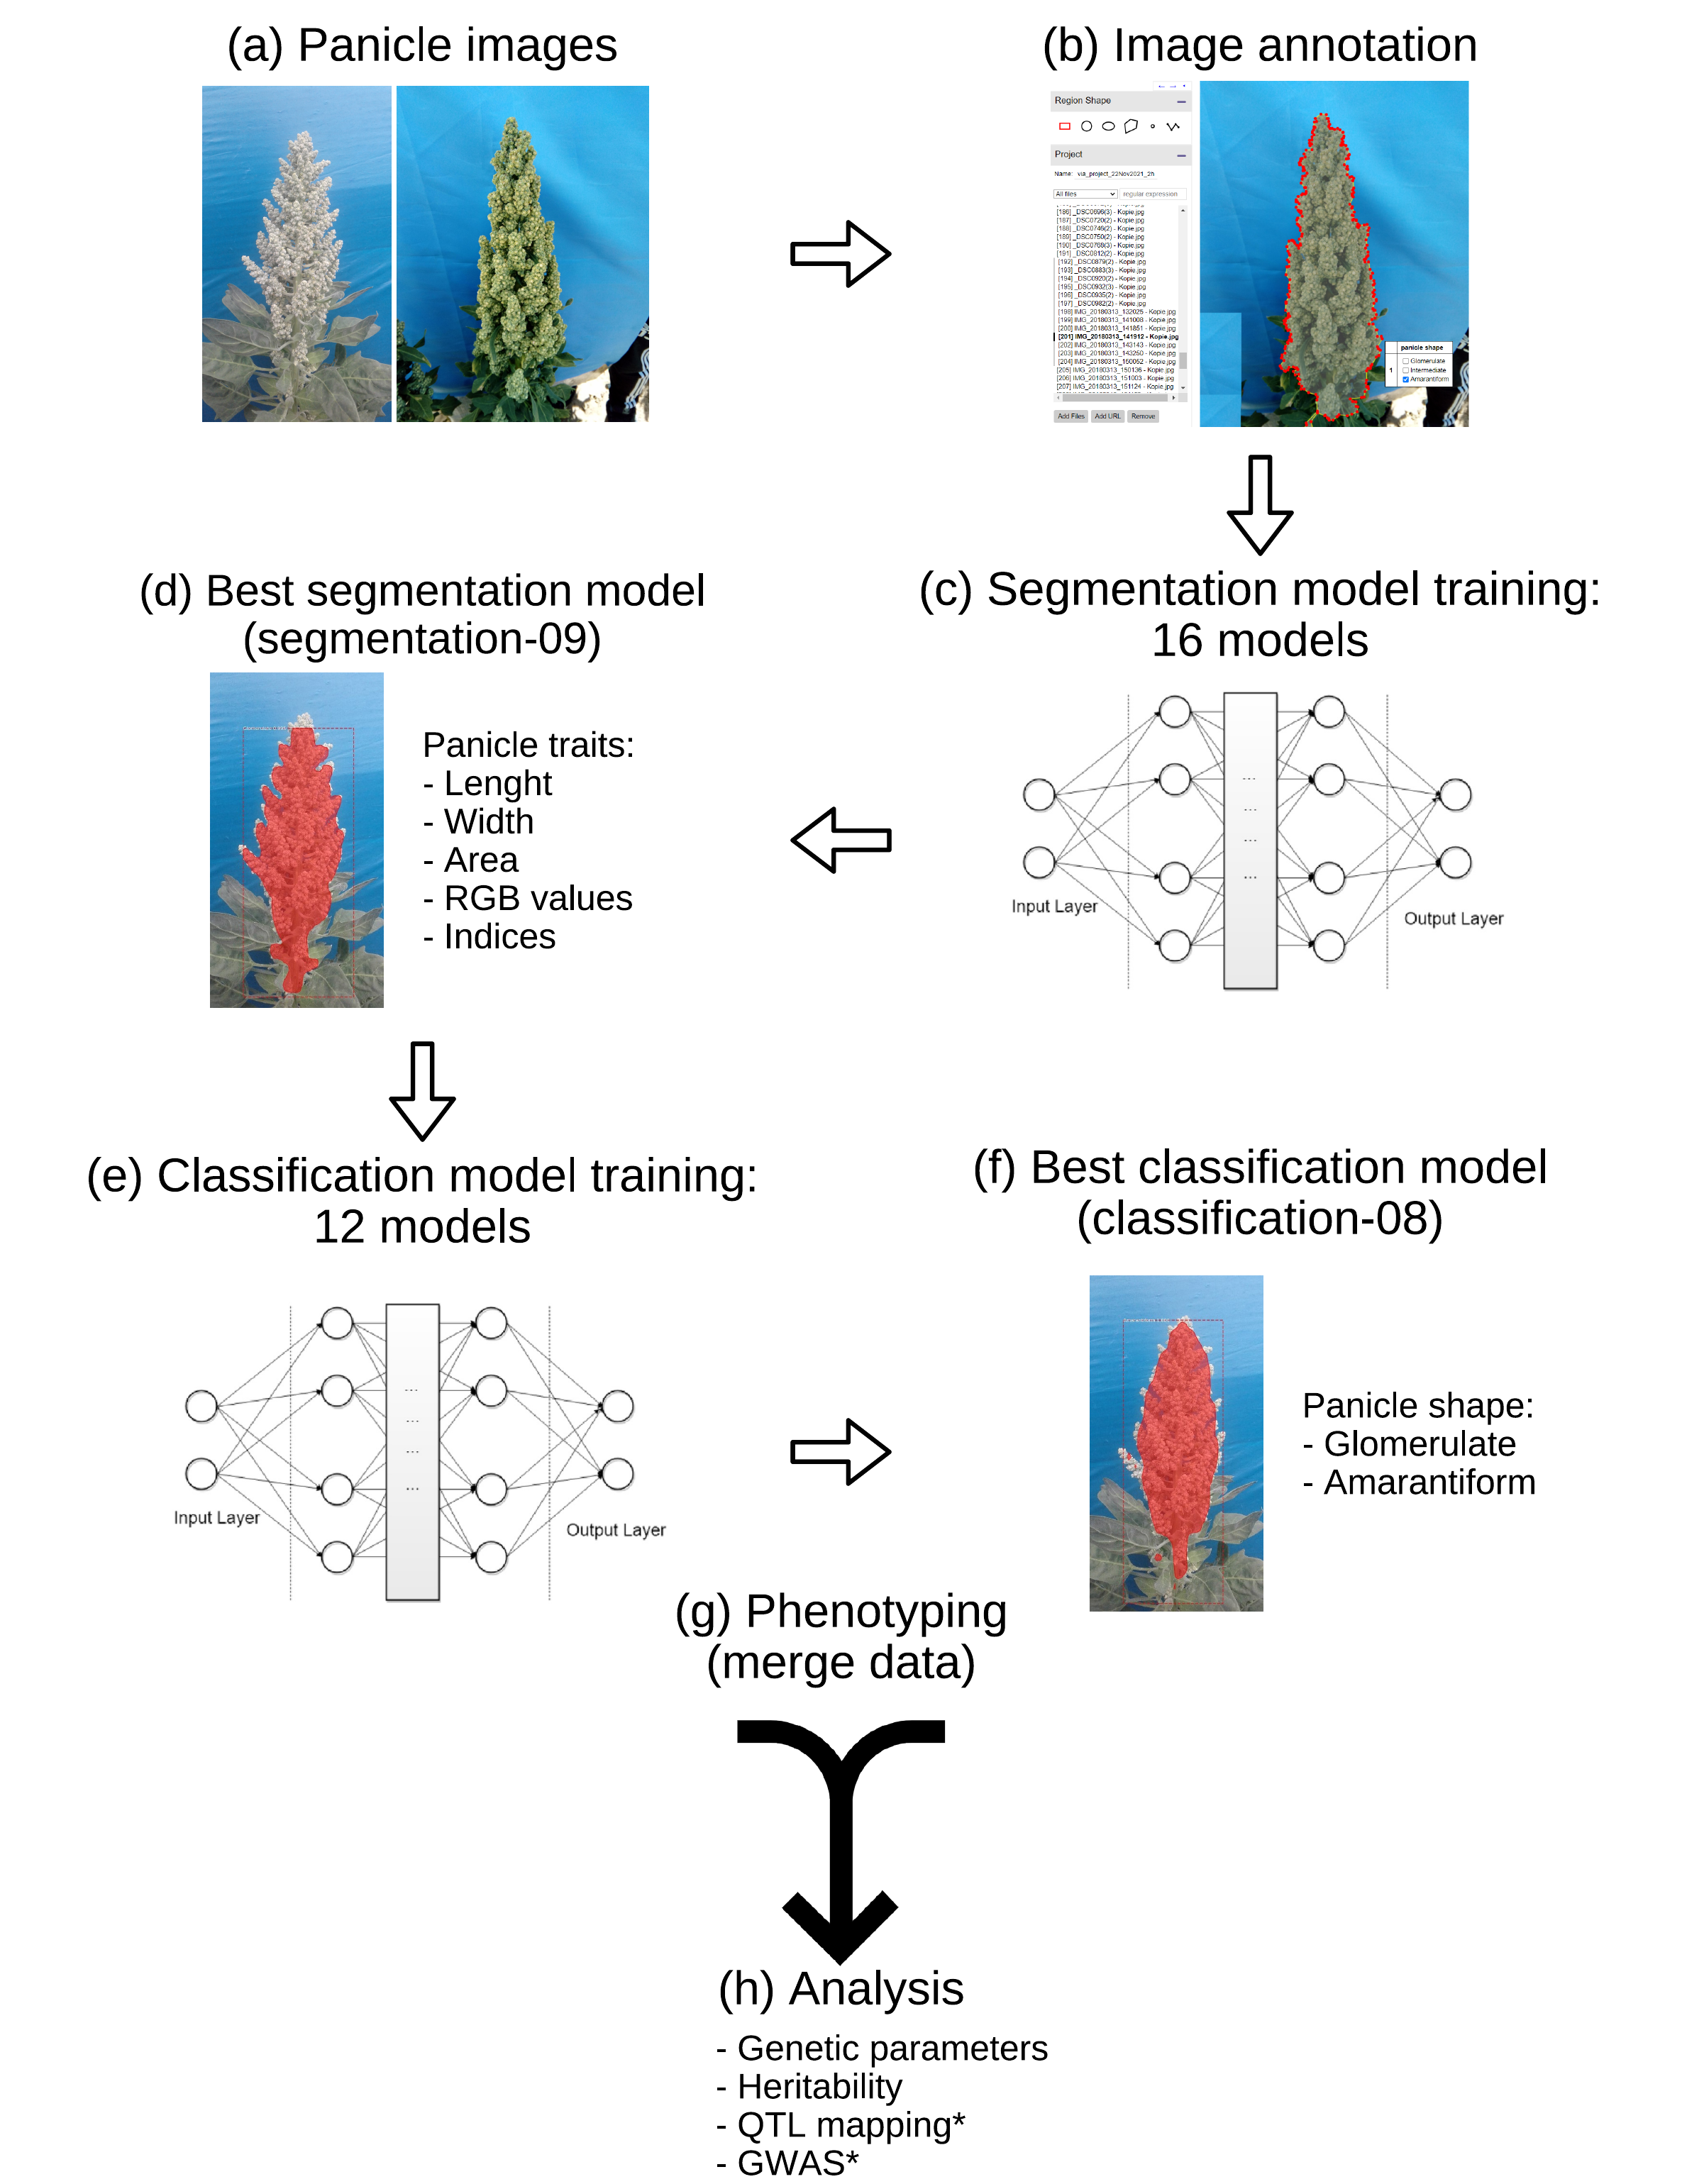 (a) Panicle images
(b) Image annotation
Region Shape
Project
Name: via_project_22Nov2021_2h
All files
regular expression
[186] _DSC0696(3) - Kopie.jpg
[187] _DSC0720(2) - Kopie.jpg
[188] _DSC0746(2) - Kopie.jpg
[189] _DSC0750(2) - Kopie.jpg
[190] _DSC0768(3) - Kopie.jpg
[191] _DSC0812(2) - Kopie.jpg
[192] _DSC0879(2) - Kopie.jpg
[193] _DSC0883(3) - Kopie.jpg
[194] _DSC0920(2) - Kopie.jpg
[195] _DSC0932(3) - Kopie.jpg
[196] _DSC0935(2) - Kopie.jpg
[197] _DSC0982(2) - Kopie.jpg
[198] IMG_20180313_132025 - Kopie.jpg
[199] IMG_20180313_141008 - Kopie.jpg
[200] IMG_20180313_141851 - Kopie.jpg
[201] IMG_20180313_141912 - Kopie.jpg
[202] IMG_20180313_143143 - Kopie.jpg
[203] IMG_20180313_143250 - Kopie.jpg
[204] IMG_20180313_150052 - Kopie.jpg
[205] IMG_20180313_150136 - Kopie.jpg
[206] IMG_20180313_151003 - Kopie.jpg
[207] IMG_20180313_151124 - Kopie.jpg
Add Files Add URL Remove
panicle shape
1
Glomerulate
Intermediate
Amarantiform
(c) Segmentation model training:
16 models
Input Layer
Output Layer
(d) Best segmentation model
(segmentation-09)
Panicle traits:
- Lenght
- Width
- Area
- RGB values
- Indices
(e) Classification model training:
12 models
Input Layer
Output Layer
(f) Best classification model
(classification-08)
Panicle shape:
- Glomerulate
- Amarantiform
(g) Phenotyping
(merge data)
(h) Analysis
- Genetic parameters
- Heritability
- QTL mapping*
- GWAS*